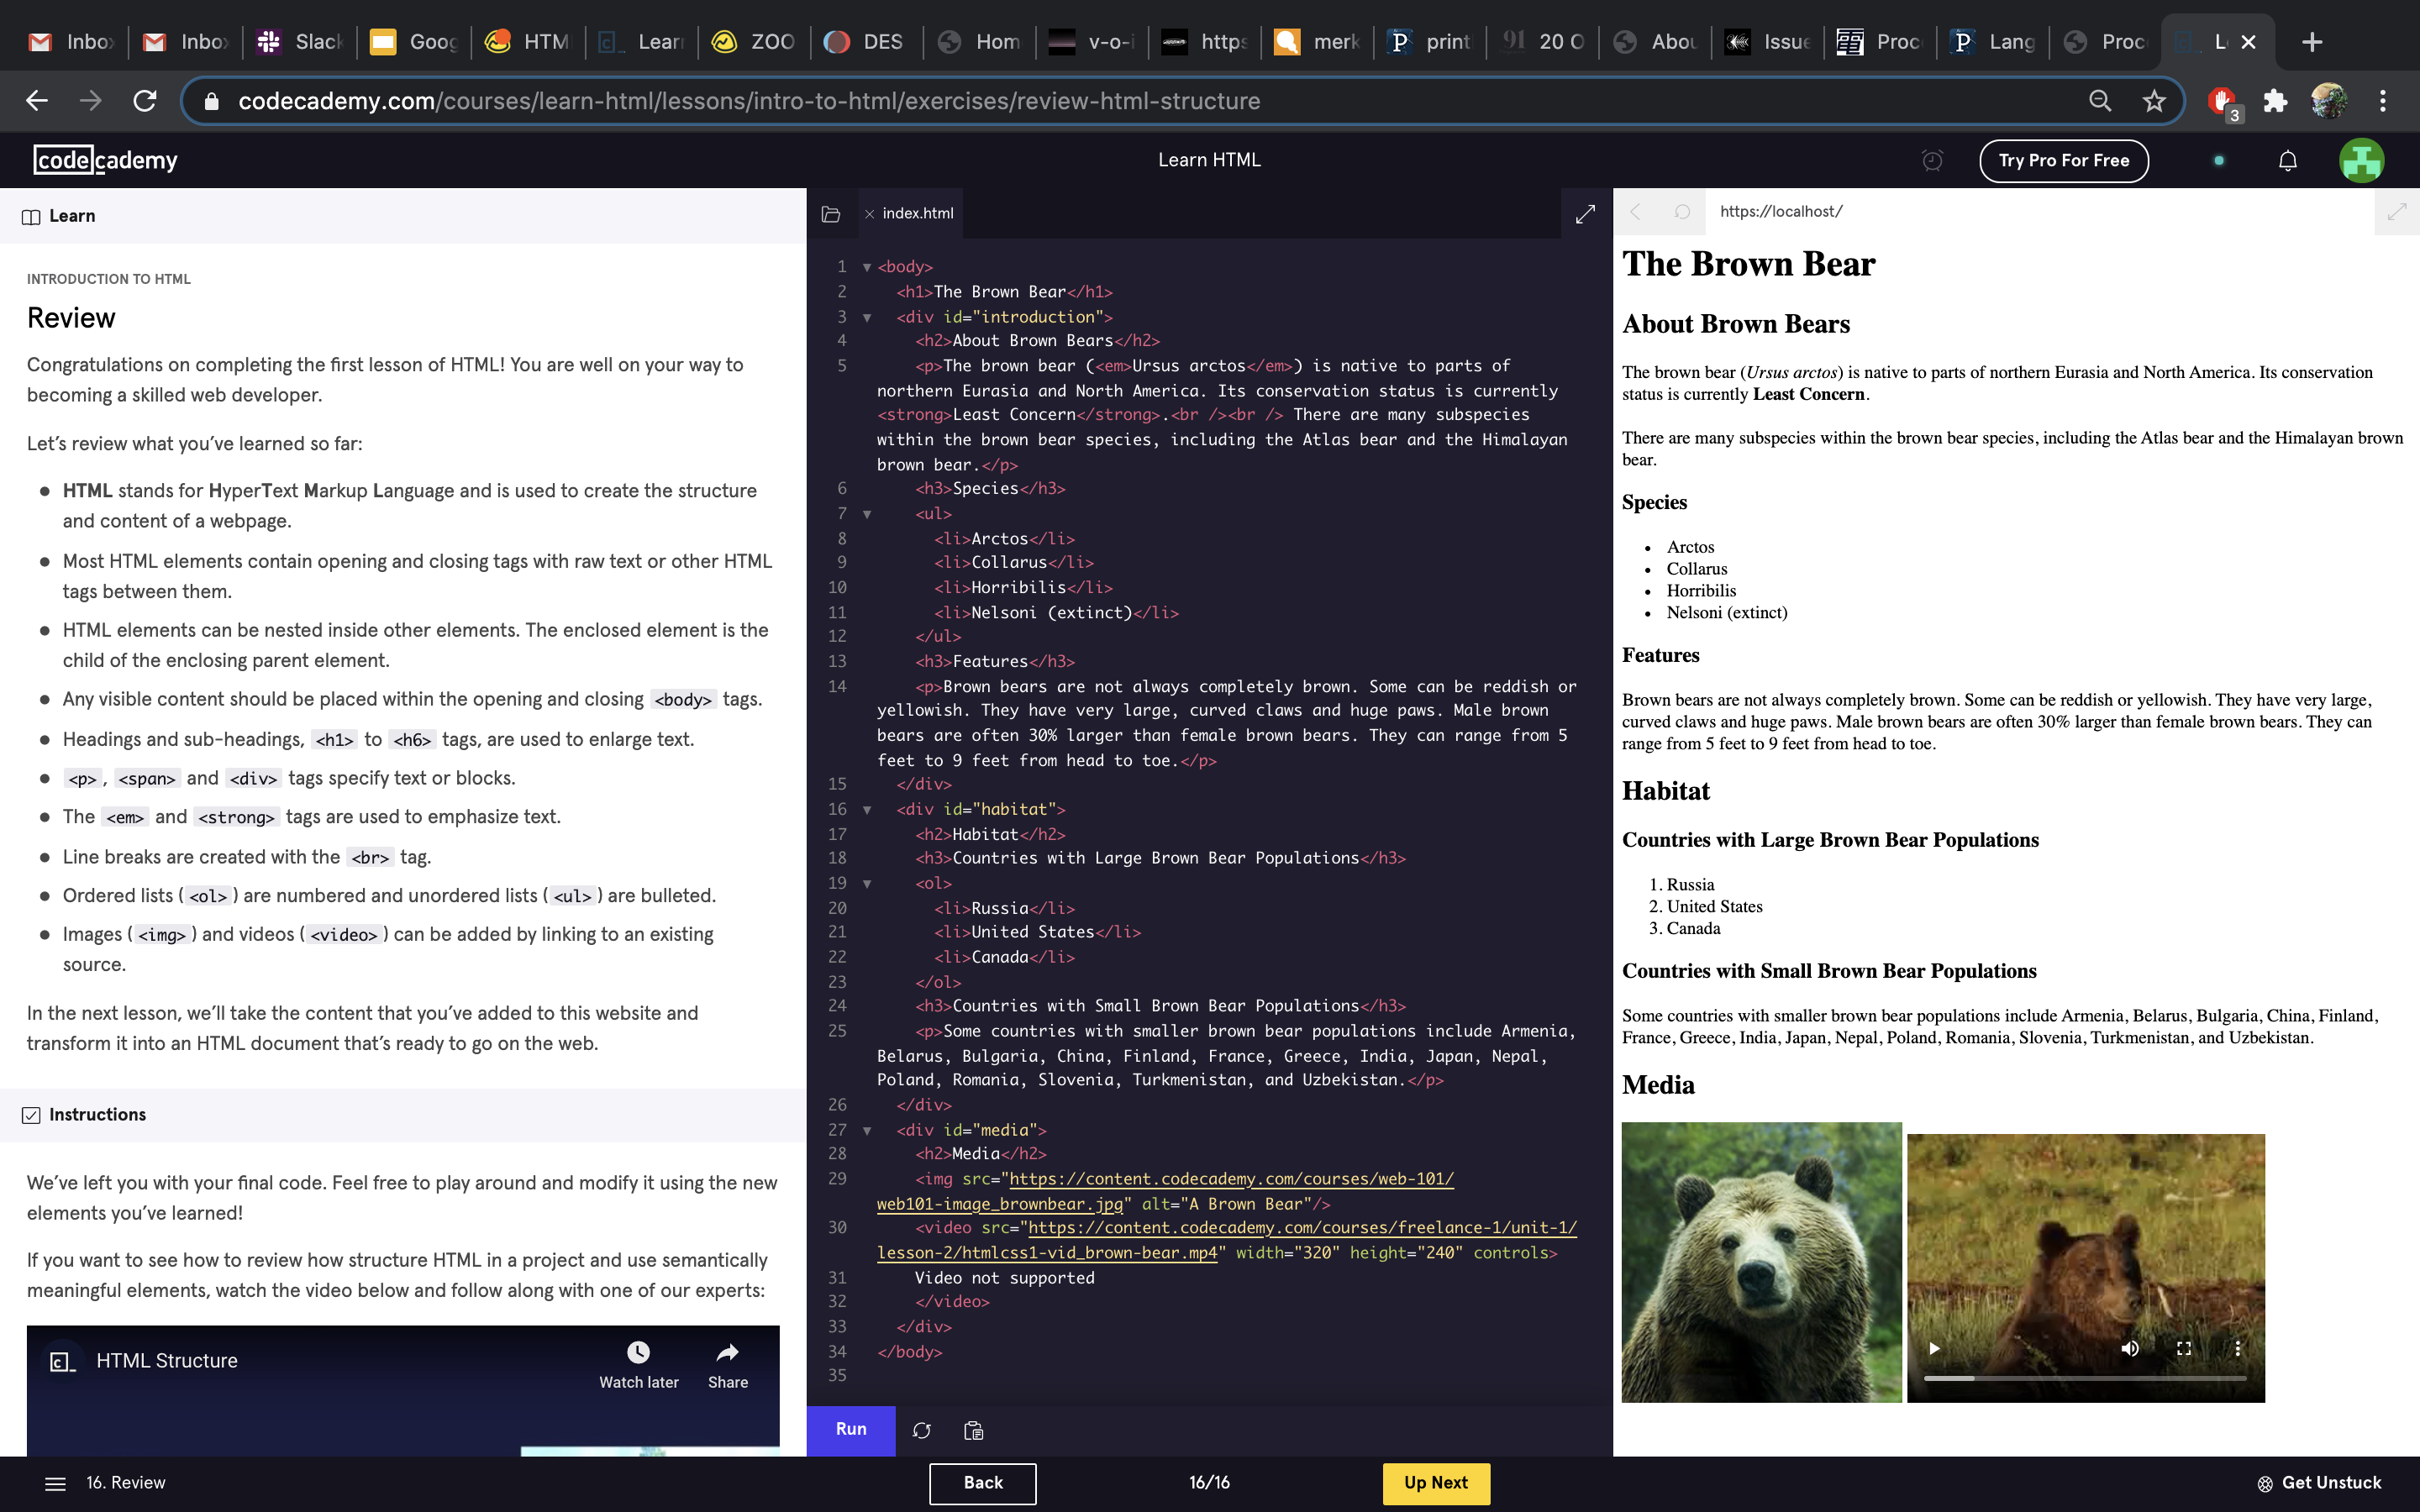 Inbox
Inbox
Slack
Goog
HTM
Lear
ZOO
DES
Hom
v-o-i
https
merk
print
91 20 O
Abou
Issue
Proc
Lang
Proc
L
codecademy.com/courses/learn-html/lessons/intro-to-html/exercises/review-html-structure
3
codecademy
Learn HTML
Try Pro For Free
Learn
INTRODUCTION TO HTML
Review
Congratulations on completing the first lesson of HTML! You are well on your way to
becoming a skilled web developer.
Let’s review what you’ve learned so far:
HTML stands for HyperText Markup Language and is used to create the structure
and content of a webpage.
Most HTML elements contain opening and closing tags with raw text or other HTML
tags between them.
HTML elements can be nested inside other elements. The enclosed element is the
child of the enclosing parent element.
Any visible content should be placed within the opening and closing <body> tags.
Headings and sub-headings, <h1> to <h6> tags, are used to enlarge text.
<p>, <span> and <div> tags specify text or blocks.
The <em> and <strong> tags are used to emphasize text.
Line breaks are created with the <br> tag.
Ordered lists (<ol>) are numbered and unordered lists (<ul>) are bulleted.
Images (<img>) and videos (<video>) can be added by linking to an existing
source.
In the next lesson, we’ll take the content that you’ve added to this website and
transform it into an HTML document that’s ready to go on the web.
Instructions
We’ve left you with your final code. Feel free to play around and modify it using the new
elements you’ve learned!
If you want to see how to review how structure HTML in a project and use semantically
meaningful elements, watch the video below and follow along with one of our experts:
HTML Structure
Watch later
Share
index.html
1 <body>
2 <h1>The Brown Bear</h1>
3 <div id="introduction">
4 <h2>About Brown Bears</h2>
5 <p>The brown bear (<em>Ursus arctos</em>) is native to parts of
northern Eurasia and North America. Its conservation status is currently
<strong>Least Concern</strong>.<br /><br /> There are many subspecies
within the brown bear species, including the Atlas bear and the Himalayan
brown bear.</p>
6 <h3>Species</h3>
7 <ul>
8 <li>Arctos</li>
9 <li>Collarus</li>
10 <li>Horribilis</li>
11 <li>Nelsoni (extinct)</li>
12 </ul>
13 <h3>Features</h3>
14 <p>Brown bears are not always completely brown. Some can be reddish or
yellowish. They have very large, curved claws and huge paws. Male brown
bears are often 30% larger than female brown bears. They can range from 5
feet to 9 feet from head to toe.</p>
15 </div>
16 <div id="habitat">
17 <h2>Habitat</h2>
18 <h3>Countries with Large Brown Bear Populations</h3>
19 <ol>
20 <li>Russia</li>
21 <li>United States</li>
22 <li>Canada</li>
23 </ol>
24 <h3>Countries with Small Brown Bear Populations</h3>
25 <p>Some countries with smaller brown bear populations include Armenia,
Belarus, Bulgaria, China, Finland, France, Greece, India, Japan, Nepal,
Poland, Romania, Slovenia, Turkmenistan, and Uzbekistan.</p>
26 </div>
27 <div id="media">
28 <h2>Media</h2>
29 <img src="https://content.codecademy.com/courses/web-101/
web101-image_brownbear.jpg" alt="A Brown Bear"/>
30 <video src="https://content.codecademy.com/courses/freelance-1/unit-1/
lesson-2/htmlcss1-vid_brown-bear.mp4" width="320" height="240" controls>
31 Video not supported
32 </video>
33 </div>
34 </body>
35
Run
https://localhost/
The Brown Bear
About Brown Bears
The brown bear (Ursus arctos) is native to parts of northern Eurasia and North America. Its conservation
status is currently Least Concern.
There are many subspecies within the brown bear species, including the Atlas bear and the Himalayan brown
bear.
Species
Arctos
Collarus
Horribilis
Nelsoni (extinct)
Features
Brown bears are not always completely brown. Some can be reddish or yellowish. They have very large,
curved claws and huge paws. Male brown bears are often 30% larger than female brown bears. They can
range from 5 feet to 9 feet from head to toe.
Habitat
Countries with Large Brown Bear Populations
1. Russia
2. United States
3. Canada
Countries with Small Brown Bear Populations
Some countries with smaller brown bear populations include Armenia, Belarus, Bulgaria, China, Finland,
France, Greece, India, Japan, Nepal, Poland, Romania, Slovenia, Turkmenistan, and Uzbekistan.
Media
16. Review
Back
16/16
Up Next
Get Unstuck